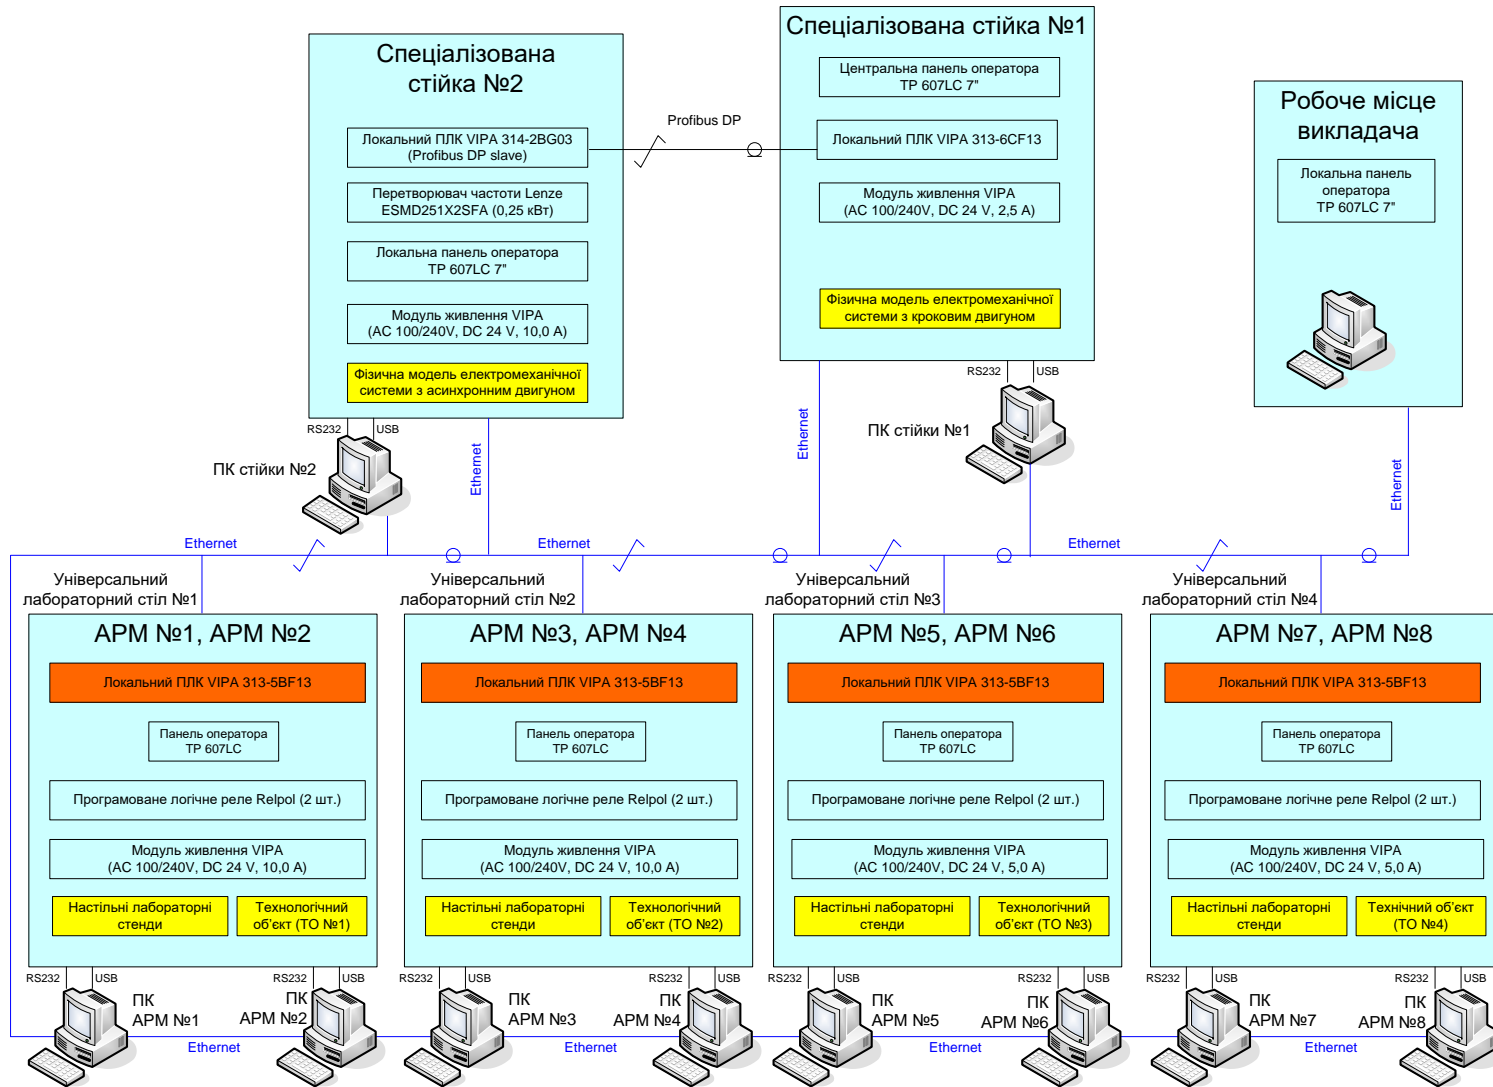 Спеціалізована
стійка №2
Локальний ПЛК VIPA 314-2BG03
(Profibus DP slave)
Перетворювач частоти Lenze
ESMD251X2SFA (0,25 кВт)
Локальна панель оператора
TP 607LC 7"
Модуль живлення VIPA
(AC 100/240V, DC 24 V, 10,0 A)
Фізична модель електромеханічної
системи з асинхронним двигуном
RS232
USB
ПК стійки №2
Ethernet
Profibus DP
Спеціалізована стійка №1
Центральна панель оператора
TP 607LC 7"
Локальний ПЛК VIPA 313-6CF13
Модуль живлення VIPA
(AC 100/240V, DC 24 V, 2,5 A)
Фізична модель електромеханічної
системи з кроковим двигуном
RS232
USB
ПК стійки №1
Ethernet
Робоче місце
викладача
Локальна панель
оператора
TP 607LC 7"
Ethernet
Ethernet
Ethernet
Ethernet
Ethernet
Універсальний
лабораторний стіл №1
АРМ №1, АРМ №2
Локальний ПЛК VIPA 313-5BF13
Панель оператора
TP 607LC
Програмоване логічне реле Relpol (2 шт.)
Модуль живлення VIPA
(AC 100/240V, DC 24 V, 10,0 A)
Настільні лабораторні
стенди
Технологічний
об'єкт (ТО №1)
RS232
USB
ПК
АРМ №1
RS232
USB
ПК
АРМ №2
Ethernet
Універсальний
лабораторний стіл №2
АРМ №3, АРМ №4
Локальний ПЛК VIPA 313-5BF13
Панель оператора
TP 607LC
Програмоване логічне реле Relpol (2 шт.)
Модуль живлення VIPA
(AC 100/240V, DC 24 V, 10,0 A)
Настільні лабораторні
стенди
Технологічний
об'єкт (ТО №2)
RS232
USB
ПК
АРМ №3
RS232
USB
ПК
АРМ №4
Ethernet
Універсальний
лабораторний стіл №3
АРМ №5, АРМ №6
Локальний ПЛК VIPA 313-5BF13
Панель оператора
TP 607LC
Програмоване логічне реле Relpol (2 шт.)
Модуль живлення VIPA
(AC 100/240V, DC 24 V, 5,0 A)
Настільні лабораторні
стенди
Технологічний
об'єкт (ТО №3)
RS232
USB
ПК
АРМ №5
RS232
USB
ПК
АРМ №6
Ethernet
Універсальний
лабораторний стіл №4
АРМ №7, АРМ №8
Локальний ПЛК VIPA 313-5BF13
Панель оператора
TP 607LC
Програмоване логічне реле Relpol (2 шт.)
Модуль живлення VIPA
(AC 100/240V, DC 24 V, 5,0 A)
Настільні лабораторні
стенди
Технічний об'єкт
(ТО №4)
RS232
USB
ПК
АРМ №7
RS232
USB
ПК
АРМ №8
Ethernet